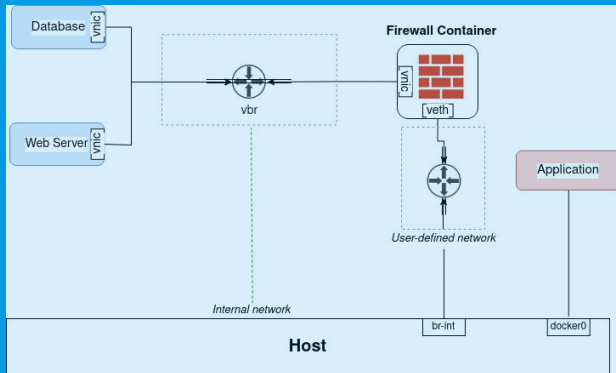 Database
vnic
Firewall Container
vnic
vbr
veth
Web Server
vnic
Application
User-defined network
Internal network
br-int
docker0
Host